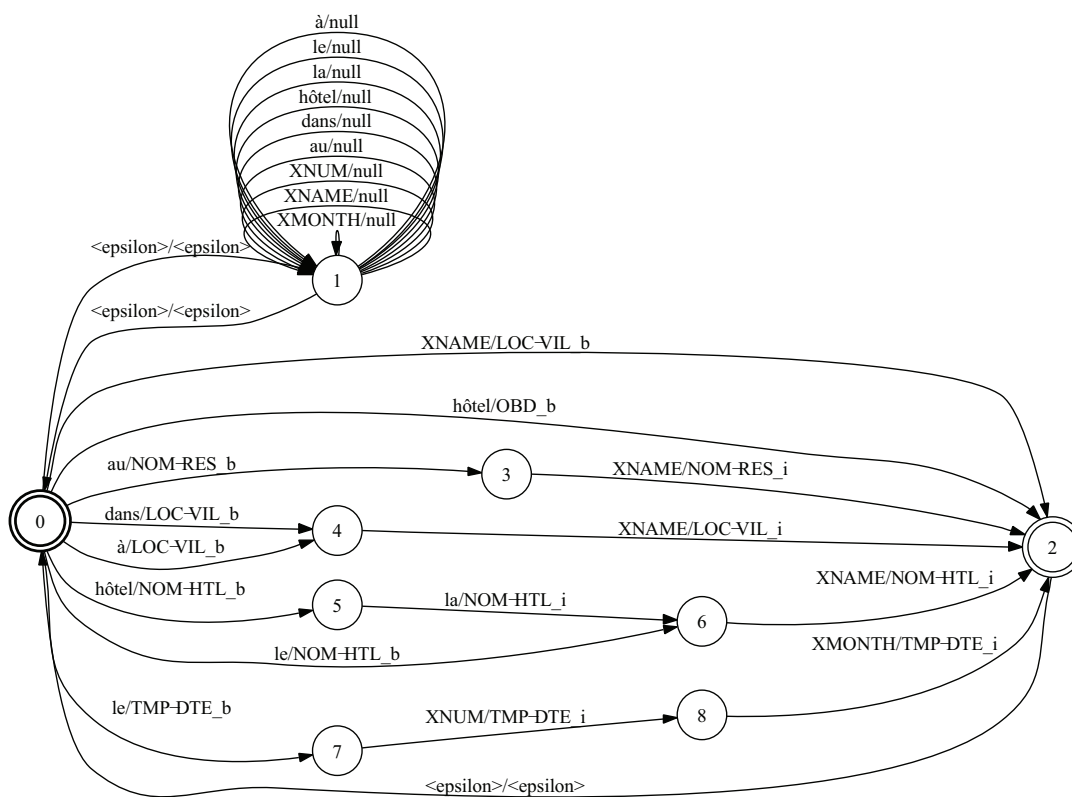 à/null
le/null
la/null
hôtel/null
dans/null
au/null
XNUM/null
XNAME/null
XMONTH/null
<epsilon>/<epsilon>
1
<epsilon>/<epsilon>
XNAME/LOC-VIL_b
hôtel/OBD_b
au/NOM-RES_b
3
XNAME/NOM-RES_i
0
dans/LOC-VIL_b
4
XNAME/LOC-VIL_i
2
à/LOC-VIL_b
hôtel/NOM-HTL_b
5
la/NOM-HTL_i
6
XNAME/NOM-HTL_i
le/NOM-HTL_b
XMONTH/TMP-DTE_i
le/TMP-DTE_b
7
XNUM/TMP-DTE_i
8
<epsilon>/<epsilon>